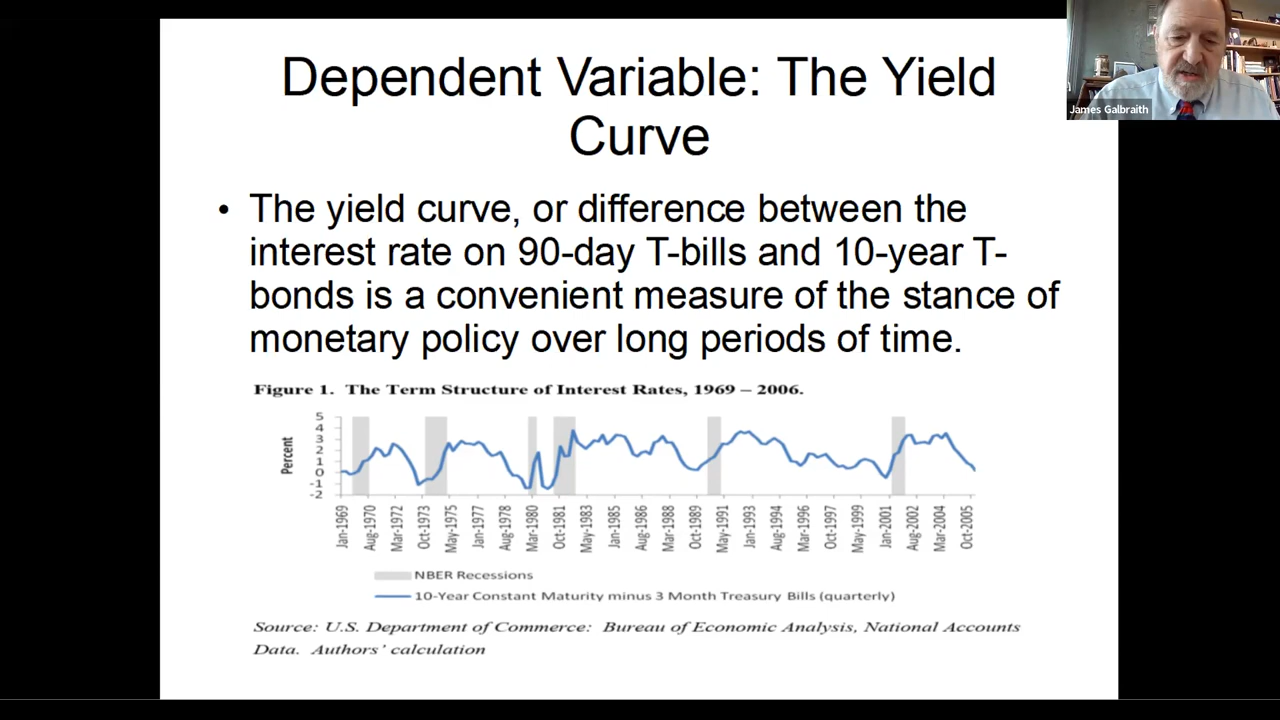 Dependent Variable: The Yield
Curve
James Galbraith
• The yield curve, or difference between the
interest rate on 90-day T-bills and 10-year T-
bonds is a convenient measure of the stance of
monetary policy over long periods of time.
Figure 1. The Term Structure of Interest Rates, 1969 – 2006.
Percent
5
4
3
2
1
0
-1
-2
Jan-1969
Aug-1970
Mar-1972
Oct-1973
May-1975
Jan-1977
Aug-1978
Mar-1980
Oct-1981
May-1983
Jan-1985
Aug-1986
Mar-1988
Oct-1989
May-1991
Jan-1993
Aug-1994
Mar-1996
Oct-1997
May-1999
Jan-2001
Aug-2002
Mar-2004
Oct-2005
NBER Recessions
10-Year Constant Maturity minus 3 Month Treasury Bills (quarterly)
Source: U.S. Department of Commerce: Bureau of Economic Analysis, National Accounts
Data. Authors' calculation